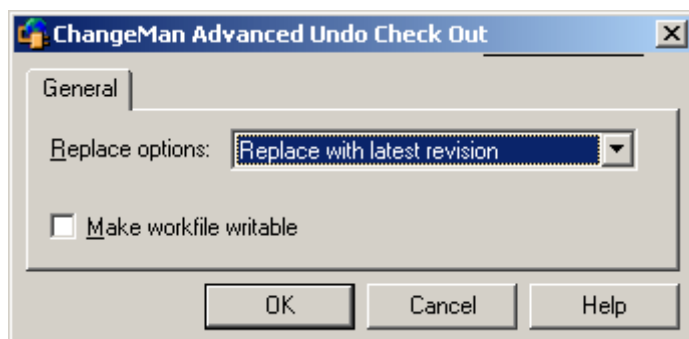 ChangeMan Advanced Undo Check Out
General
Replace options: Replace with latest revision
Make workfile writable
OK Cancel Help